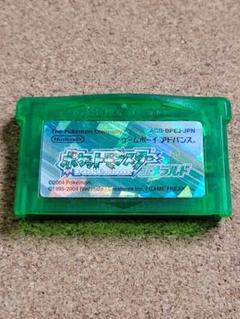 The Pokémon Company
AGB-BPEJ-JPN
Nintendo
ゲームボーイ アドバンス®
ポケットモンスター
エメラルド
©2004 Pokémon.
©1995-2004 Nintendo / Creatures inc. / GAME FREAK inc.